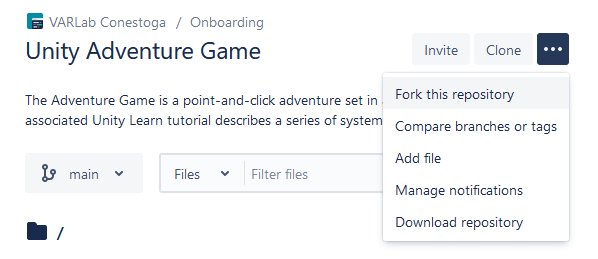 VARLab Conestoga / Onboarding
Unity Adventure Game
Invite
Clone
The Adventure Game is a point-and-click adventure set in
associated Unity Learn tutorial describes a series of system
Fork this repository
Compare branches or tags
Add file
Manage notifications
Download repository
main
Files
Filter files
/